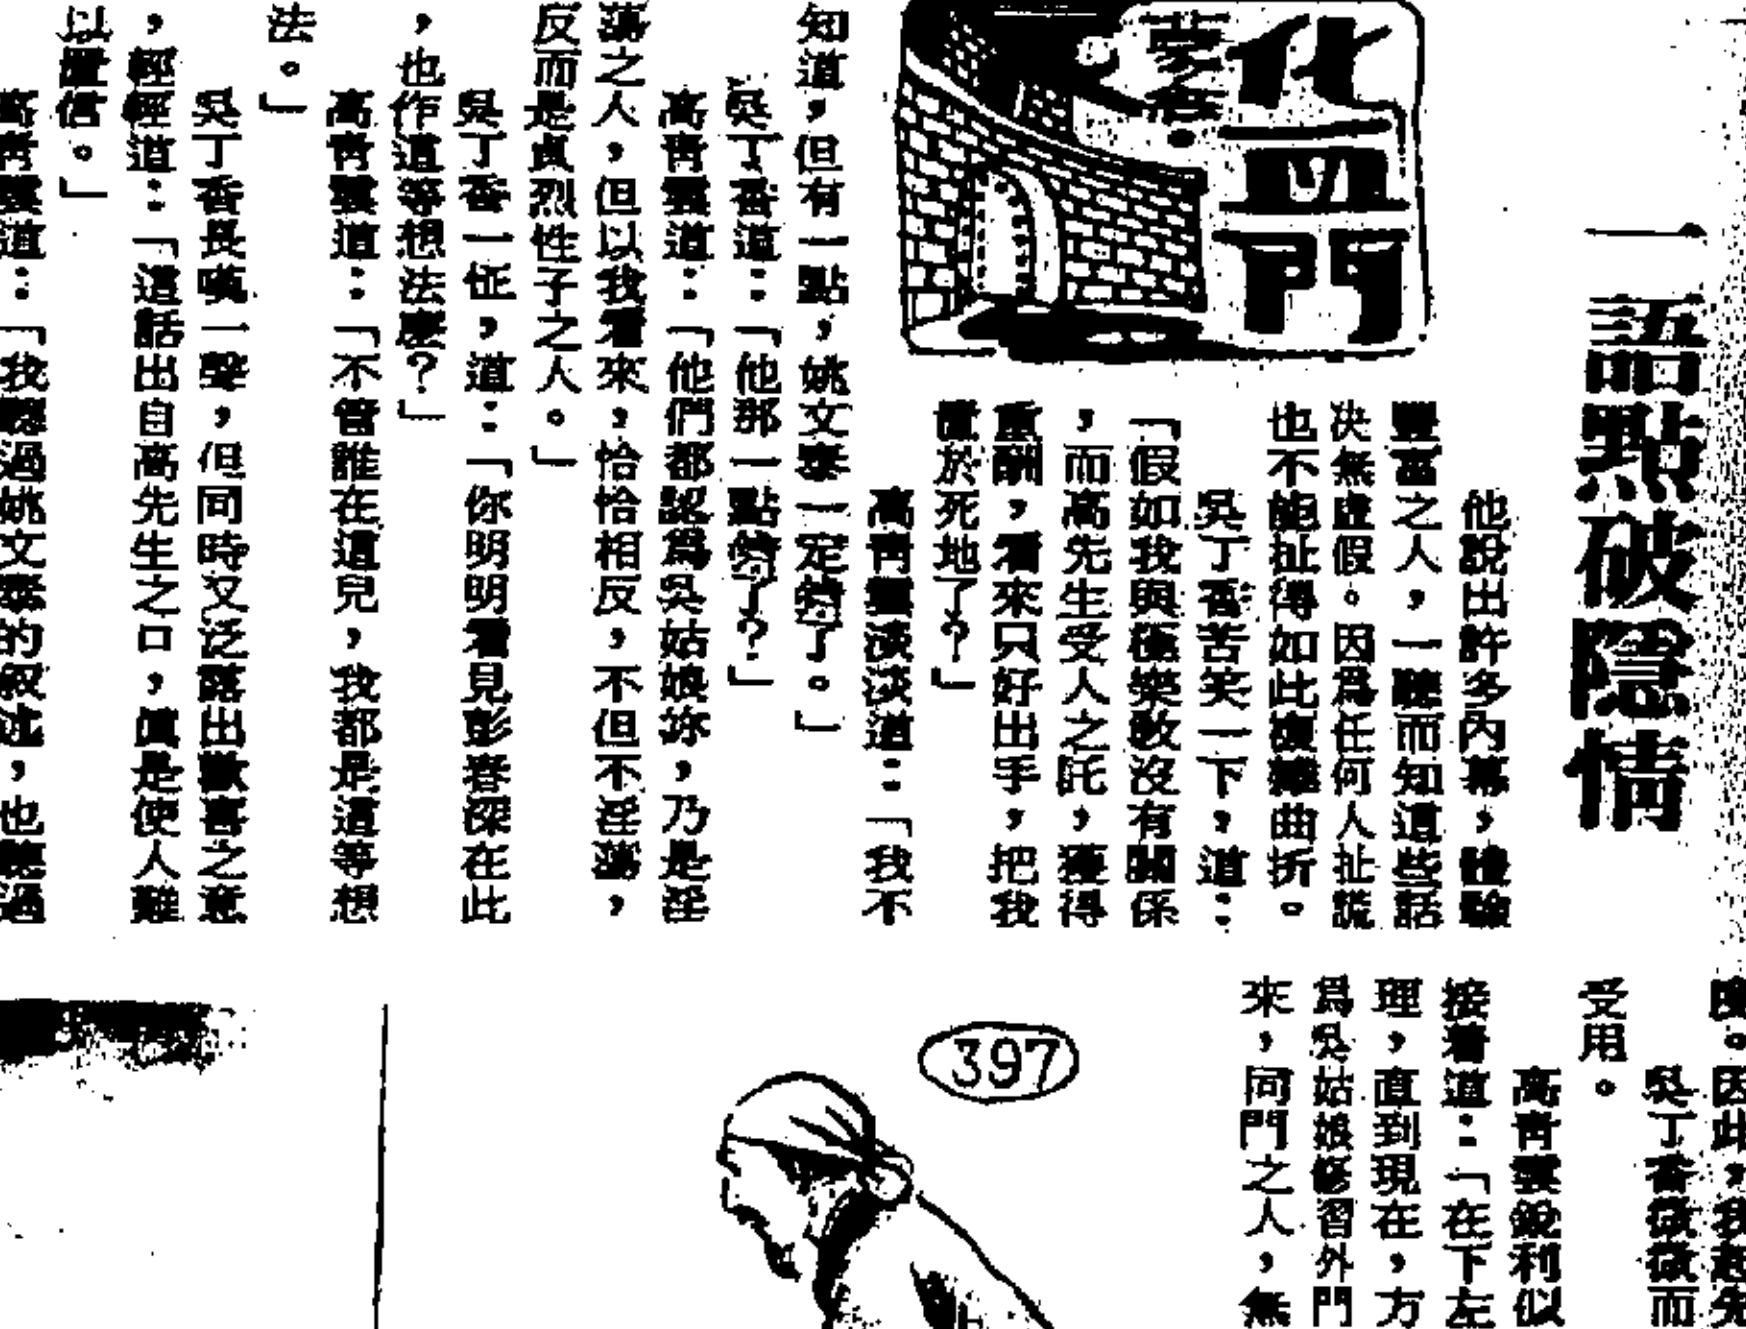 一語點破隱情
化血門
他說出許多內幕,體驗
豐富之人,一聽而知這些話
決無虛假。因爲任何人扯謊
也不能扯得如此複雜曲折。
吳丁香苦笑一下,道:
「假如我與極樂敎沒有關係
,而高先生受人之託,獲得
重酬,看來只好出手,把我
置於死地了?」
高青雲淡淡道:「我不
知道,但有一點,姚文泰一定猜了。」
吳丁香道:「他那一點猜了?」
高青雲道:「他們都認爲吳姑娘妳,乃是淫
蕩之人,但以我看來,恰恰相反,不但不淫蕩,
反而是貞烈性子之人。」
吳丁香一怔,道:「你明明看見彭春深在此
,也作這等想法麼?」
高青雲道:「不管誰在這兒,我都是這等想
法。」
吳丁香長嘆一聲,但同時又泛露出歡喜之意
,輕輕道:「這話出自高先生之口,眞是使人難
以置信。」
高青雲道:「我聽過姚文泰的敍述,也聽過
。因此,我
吳丁香微微而
受用。
高青雲銳利似
接着道:「在下左
理,直到現在,方
爲吳姑娘修習外門
來,同門之人,無
397